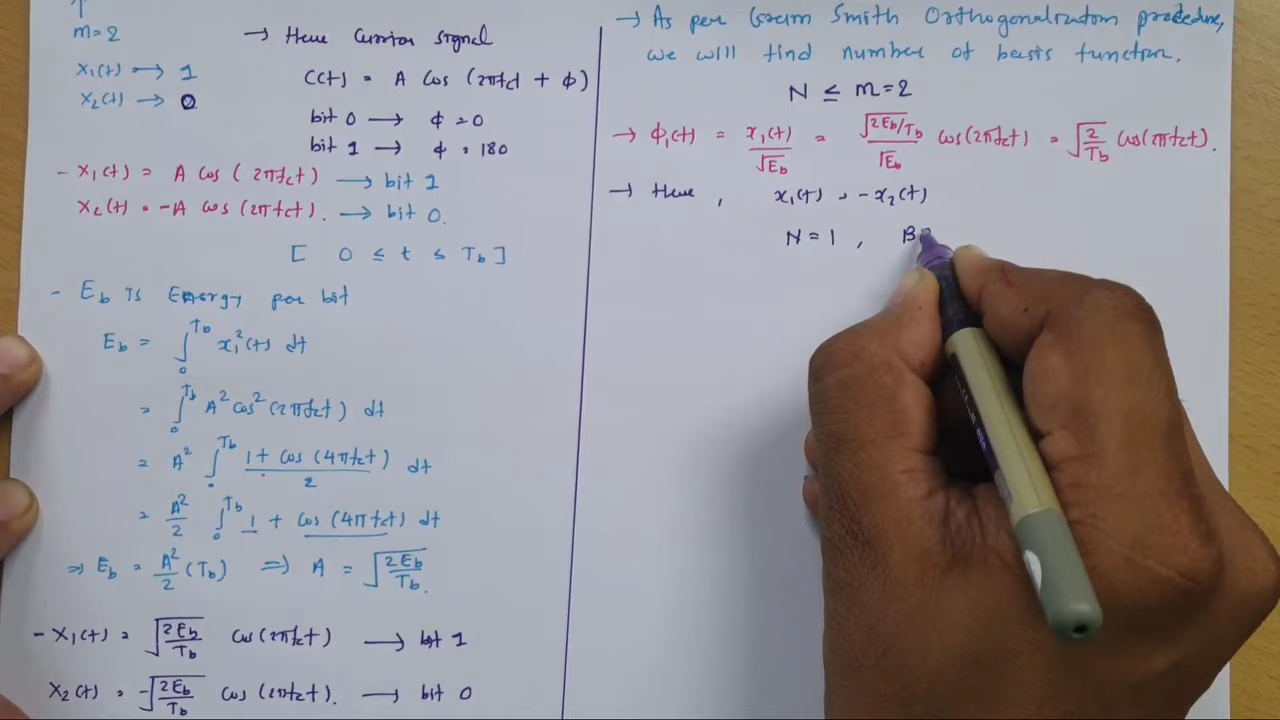 m=2
x₁(t) → 1
x₂(t) → 0
→ Here Carrior signal
C(t) = A Cos (2πfct + φ)
bit 0 → φ = 0
bit 1 → φ = 180
- x₁(t) = A Cos (2πfct) → bit 1
x₂(t) = -A cos (2πfct). → bit 0.
[ 0 ≤ t ≤ Tb ]
- Eb is Energy per bit
Eb = ∫₀^Tb x₁²(t) dt
= ∫₀^Tb A² cos² (2πfct) dt
= A² ∫₀^Tb (1 + cos (4πfct))/2 dt
= A²/2 ∫₀^Tb 1 + cos (4πfct) dt
⇒ Eb = A²/2 (Tb) ⇒ A = √(2Eb/Tb).
- x₁(t) = √(2Eb/Tb) cos(2πfct) → bit 1
x₂(t) = -√(2Eb/Tb) cos (2πfct). → bit 0
→ As per Gram Smith Orthogonalization procedure,
we will find number of basis function.
N ≤ m=2
→ φ₁(t) = x₁(t)/√Eb = √(2Eb/Tb)/√Eb cos(2πfct) = √(2/Tb) cos(2πfct).
→ Here, x₁(t) = -x₂(t)
N = 1 ,